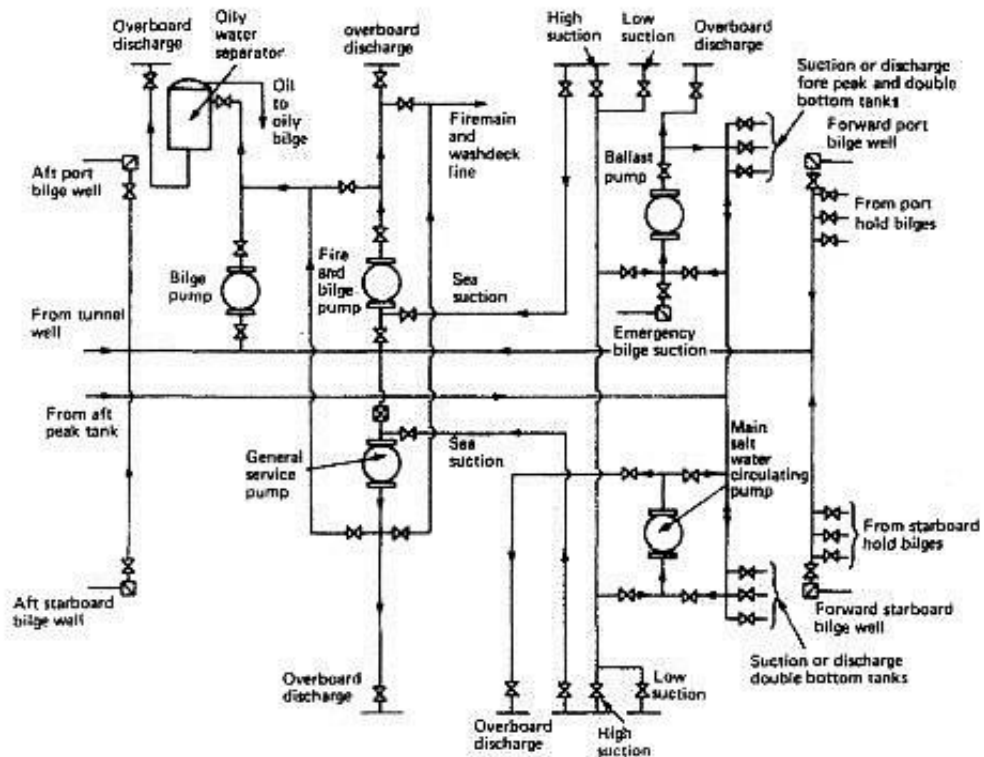 Overboard
discharge
Oily
water
separator
overboard
discharge
High
suction
Low
suction
Overboard
discharge
Suction or discharge
fore peak and double
bottom tanks
Oil
to
oily
bilge
Firemain and
washdeck
line
Forward port
bilge well
Aft port
bilge well
Ballast
pump
From port
hold bilges
Bilge
pump
Fire
and
bilge
pump
Sea
suction
From tunnel
well
Emergency
bilge suction
From aft
peak tank
General
service
pump
Sea
suction
Main
salt
water
circulating
pump
From starboard
hold bilges
Aft starboard
bilge well
Forward starboard
bilge well
Suction or discharge
double bottom tanks
Overboard
discharge
Overboard
discharge
Low
suction
High
suction